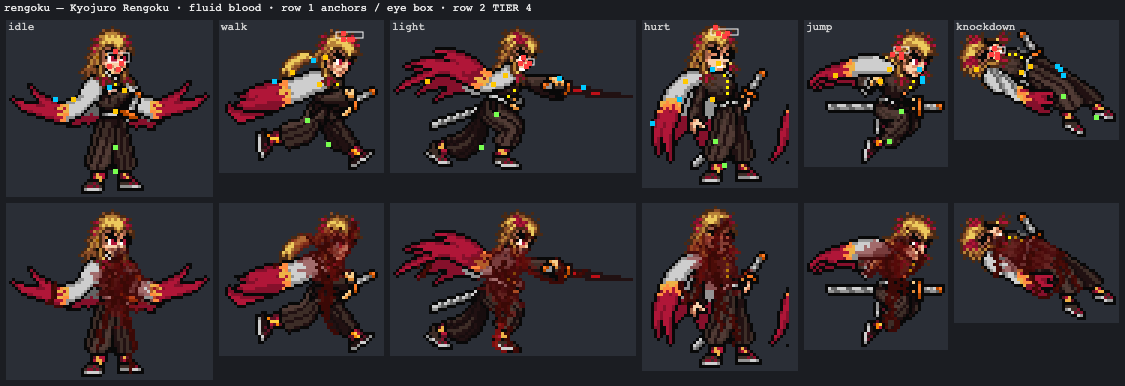 rengoku — Kyojuro Rengoku · fluid blood · row 1 anchors / eye box · row 2 TIER 4
idle
walk
light
hurt
jump
knockdown